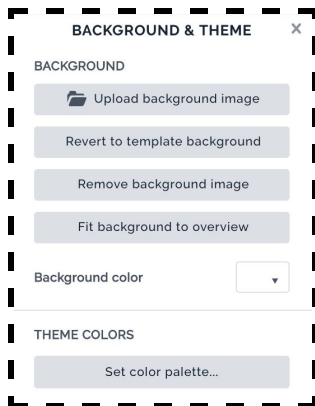 BACKGROUND & THEME
BACKGROUND
Upload background image
Revert to template background
Remove background image
Fit background to overview
Background color
THEME COLORS
Set color palette...